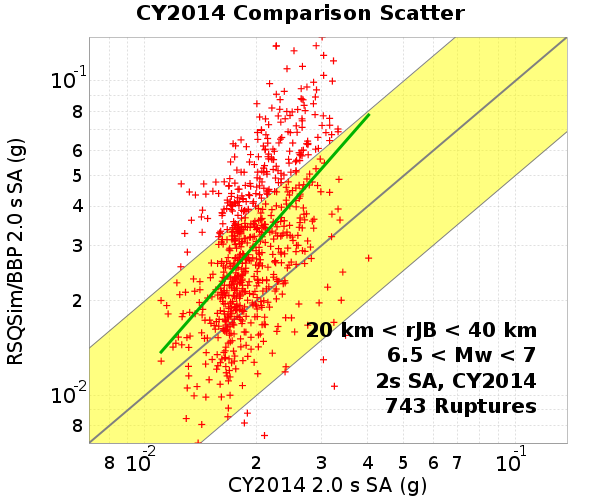 CY2014 Comparison Scatter
RSQSim/BBP 2.0 s SA (g)
10⁻¹
8
6
5
4
3
2
10⁻²
8
20 km < rJB < 40 km
6.5 < Mw < 7
2s SA, CY2014
743 Ruptures
8 10⁻² 2 3 4 5 6 7 10⁻¹
CY2014 2.0 s SA (g)